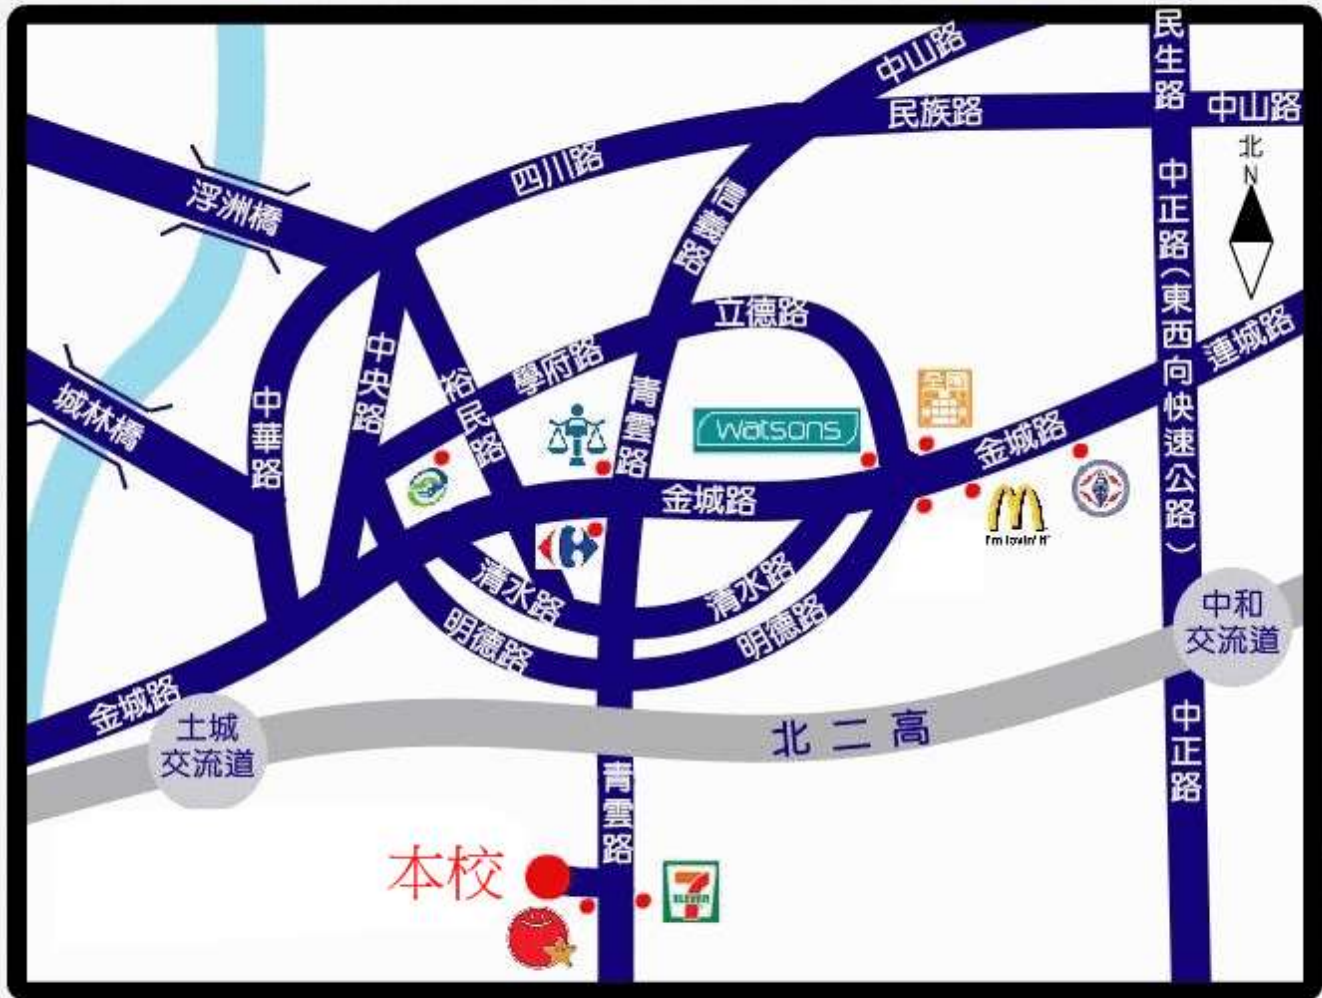 中山路
民生路
民族路
中山路
北
N
四川路
浮洲橋
信義路
中正路(東西向快速公路)
立德路
連城路
中央路
學府路
裕民路
城林橋
中華路
青雲路
全國
watsons
金城路
金城路
i'm lovin' it
清水路
清水路
明德路
明德路
中和
交流道
金城路
土城
交流道
北二高
中正路
青雲路
本校
7
ELEVEN